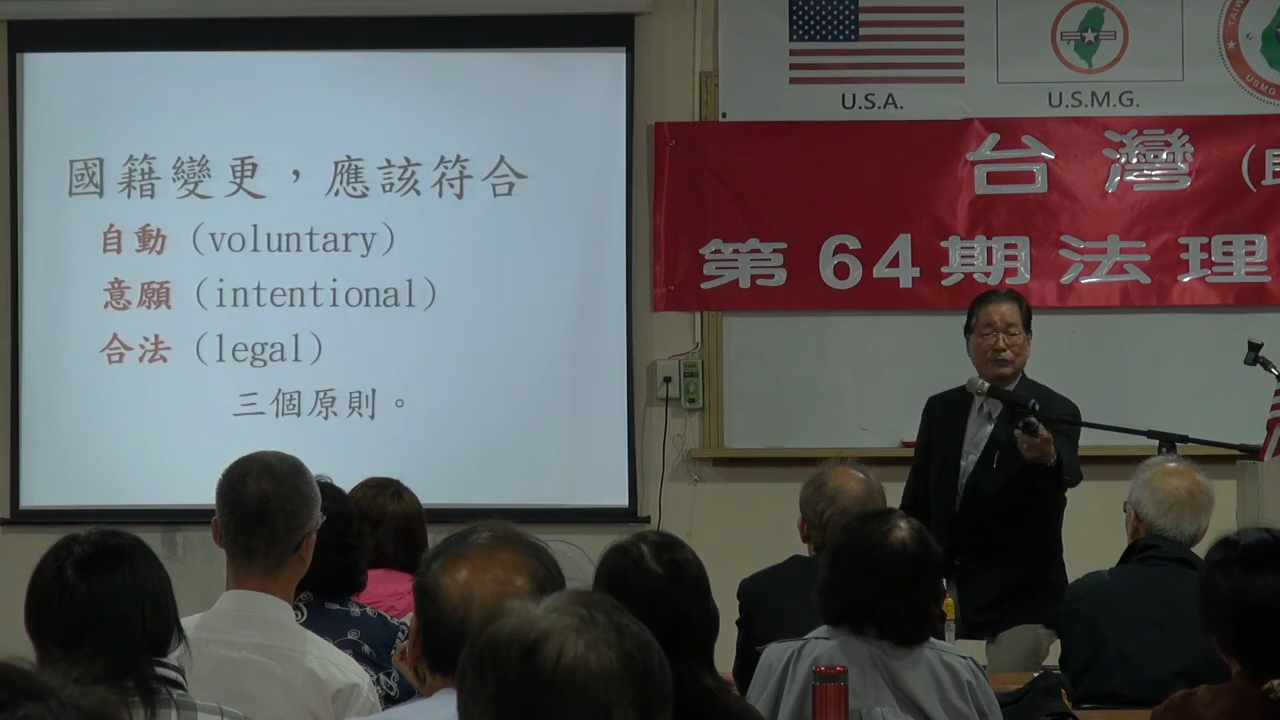 國籍變更，應該符合
自動 (voluntary)
意願 (intentional)
合法 (legal)
三個原則。
U.S.A.
U.S.M.G.
台灣
第64期法理